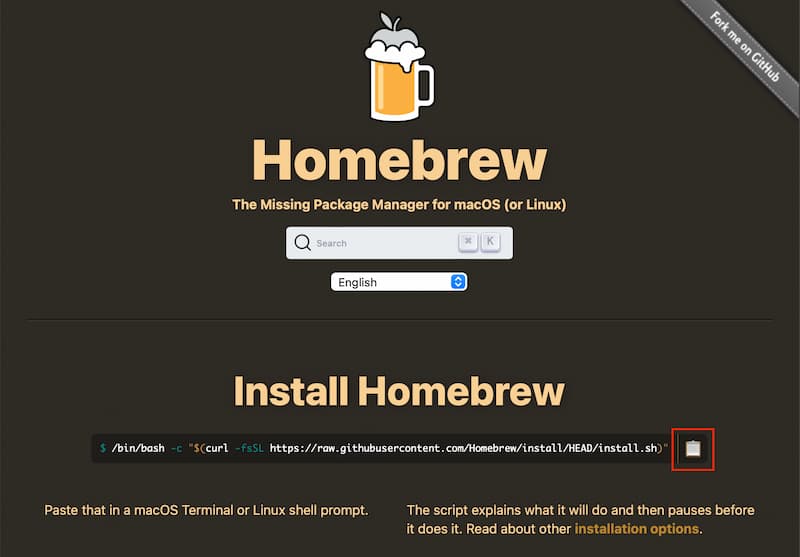 Fork me on GitHub
Homebrew
The Missing Package Manager for macOS (or Linux)
Search ⌘ K
English
Install Homebrew
$ /bin/bash -c "$(curl -fsSL https://raw.githubusercontent.com/Homebrew/install/HEAD/install.sh)"
Paste that in a macOS Terminal or Linux shell prompt.
The script explains what it will do and then pauses before
it does it. Read about other installation options.